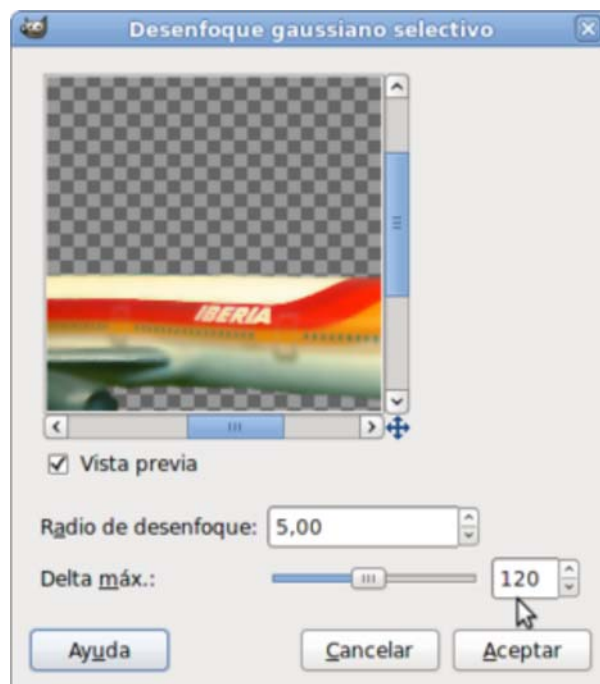 Desenfoque gaussiano selectivo
IBERIA
Vista previa
Radio de desenfoque: 5,00
Delta máx.: 120
Ayuda Cancelar Aceptar